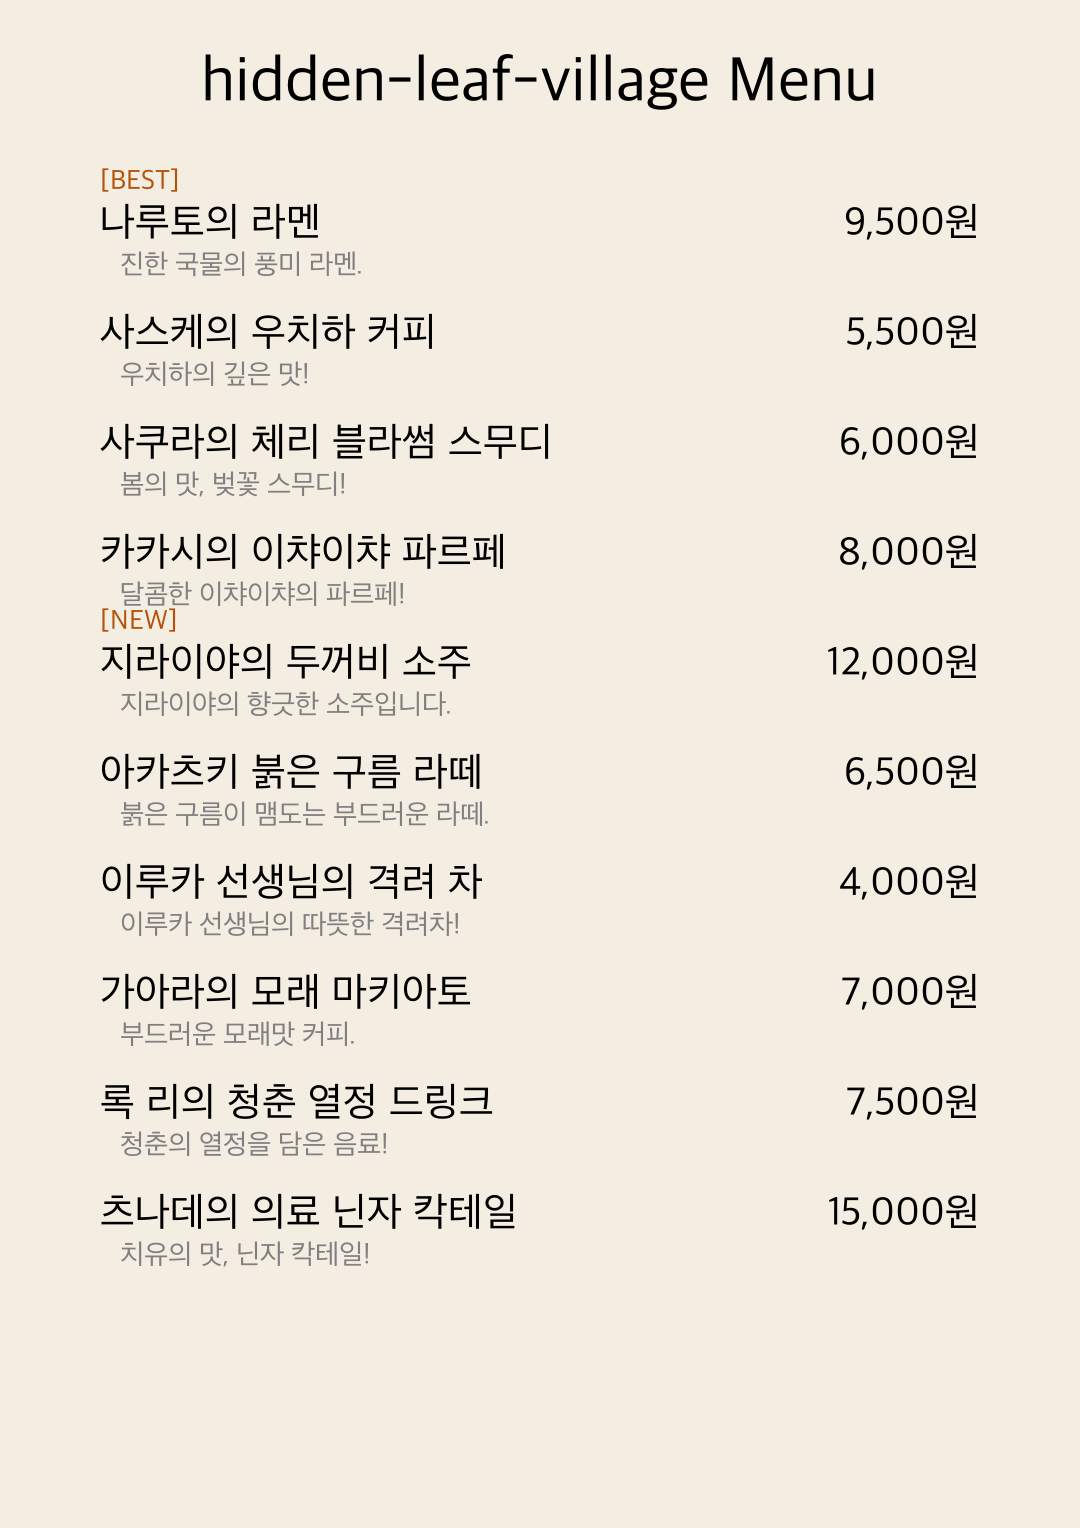 hidden-leaf-village Menu
[BEST]
나루토의 라멘 9,500원
진한 국물의 풍미 라멘.
사스케의 우치하 커피 5,500원
우치하의 깊은 맛!
사쿠라의 체리 블라썸 스무디 6,000원
봄의 맛, 벚꽃 스무디!
카카시의 이챠이챠 파르페 8,000원
달콤한 이챠이챠의 파르페!
[NEW]
지라이야의 두꺼비 소주 12,000원
지라이야의 향긋한 소주입니다.
아카츠키 붉은 구름 라떼 6,500원
붉은 구름이 맴도는 부드러운 라떼.
이루카 선생님의 격려 차 4,000원
이루카 선생님의 따뜻한 격려차!
가아라의 모래 마키아토 7,000원
부드러운 모래맛 커피.
록 리의 청춘 열정 드링크 7,500원
청춘의 열정을 담은 음료!
츠나데의 의료 닌자 칵테일 15,000원
치유의 맛, 닌자 칵테일!